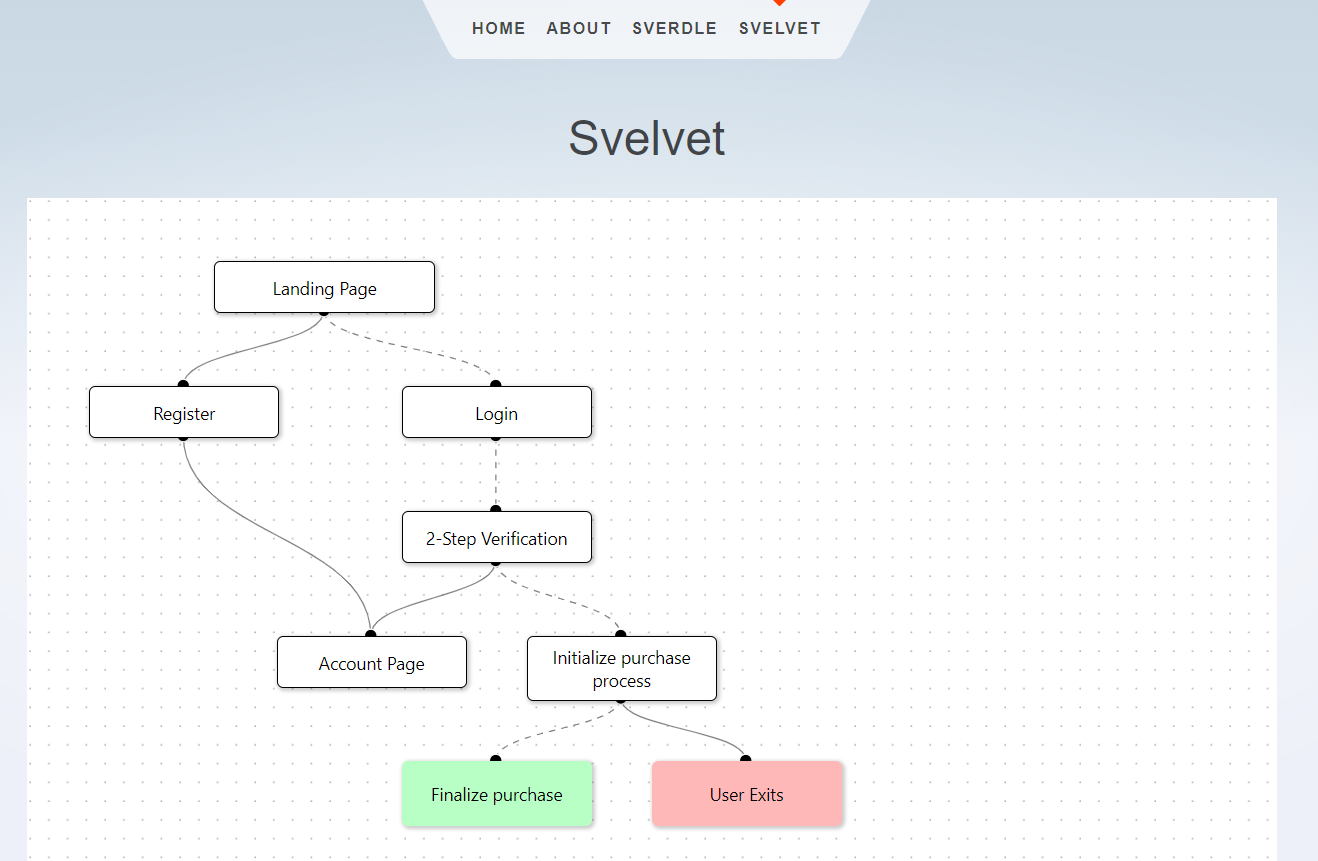 HOME ABOUT SVERDLE SVELVET
Svelvet
Landing Page
Register
Login
2-Step Verification
Account Page
Initialize purchase
process
Finalize purchase
User Exits